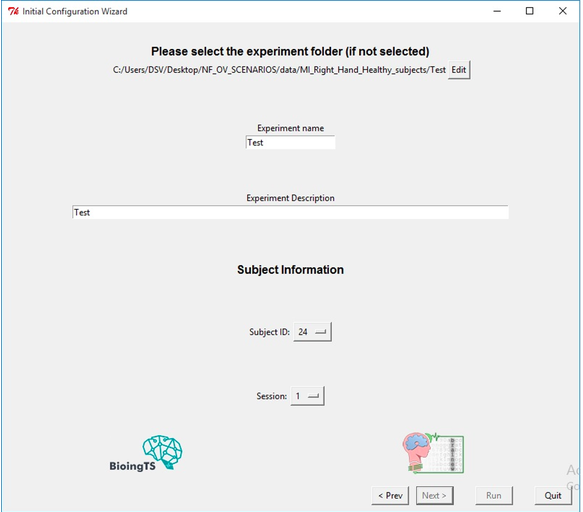 Initial Configuration Wizard
Please select the experiment folder (if not selected)
C:/Users/DSV/Desktop/NF_OV_SCENARIOS/data/MI_Right_Hand_Healthy_subjects/Test Edit
Experiment name
Test
Experiment Description
Test
Subject Information
Subject ID: 24
Session: 1
BioingTS
< Prev Next > Run Quit